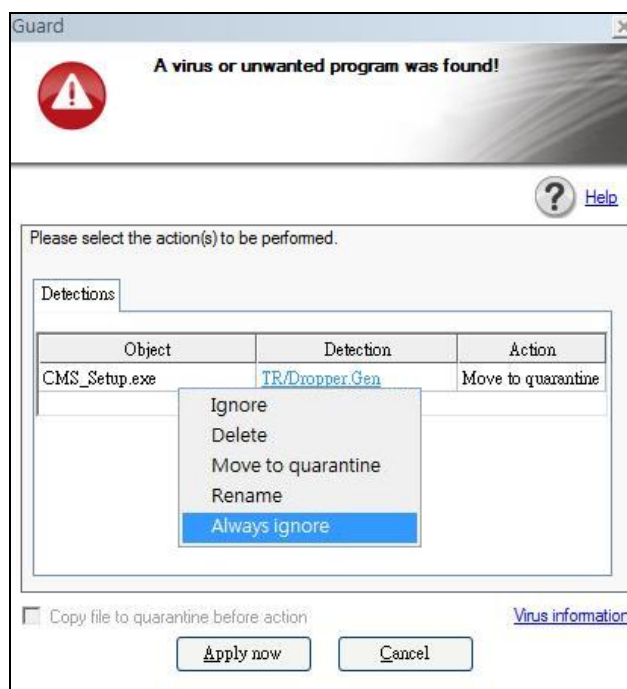 Guard
A virus or unwanted program was found!
Help
Please select the action(s) to be performed.
Detections
Object Detection Action
CMS_Setup.exe TR/Dropper.Gen Move to quarantine
Ignore
Delete
Move to quarantine
Rename
Always ignore
Copy file to quarantine before action Virus information
Apply now Cancel